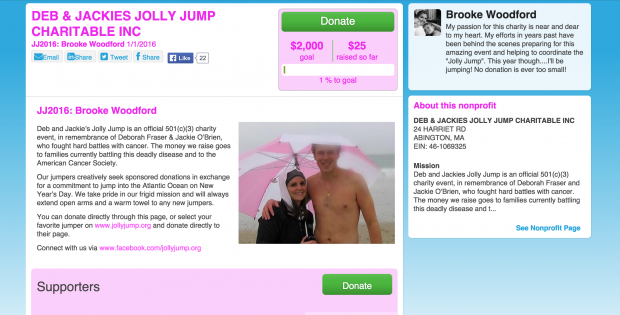 DEB & JACKIES JOLLY JUMP
CHARITABLE INC
JJ2016: Brooke Woodford 1/1/2016
Email
Share
Tweet
Share
Like
22
Donate
$2,000
goal
$25
raised so far
1 % to goal
JJ2016: Brooke Woodford
Deb and Jackie's Jolly Jump is an official 501(c)(3) charity
event, in remembrance of Deborah Fraser & Jackie O'Brien,
who fought hard battles with cancer. The money we raise goes
to families currently battling this deadly disease and to the
American Cancer Society.
Our jumpers creatively seek sponsored donations in exchange
for a commitment to jump into the Atlantic Ocean on New
Year's Day. We take pride in our frigid mission and will always
extend open arms and a warm towel to any new jumpers.
You can donate directly through this page, or select your
favorite jumper on www.jollyjump.org and donate directly to
their page.
Connect with us via www.facebook.com/jollyjump.org
Supporters
Donate
Brooke Woodford
My passion for this charity is near and dear
to my heart. My efforts in years past have
been behind the scenes preparing for this
amazing event and helping to coordinate the
"Jolly Jump". This year though....I'll be
jumping! No donation is ever too small!
About this nonprofit
DEB & JACKIES JOLLY JUMP CHARITABLE INC
24 HARRIET RD
ABINGTON, MA
EIN: 46-1069325
Mission
Deb and Jackies Jolly Jump is an official 501(c)(3)
charity event, in remembrance of Deborah Fraser and
Jackie O'Brien, who fought hard battles with cancer.
The money we raise goes to families currently battling
this deadly disease and t...
See Nonprofit Page